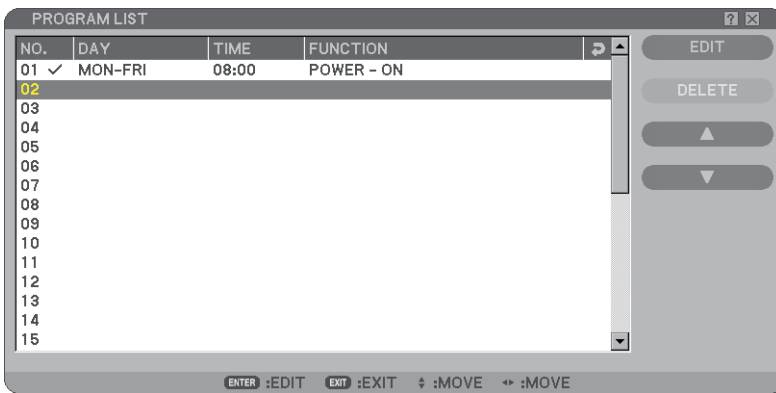 PROGRAM LIST
NO. DAY TIME FUNCTION
EDIT
01 ✓ MON-FRI 08:00 POWER - ON
02
DELETE
03
04
05
06
07
08
09
10
11
12
13
14
15
ENTER :EDIT EXIT :EXIT :MOVE :MOVE